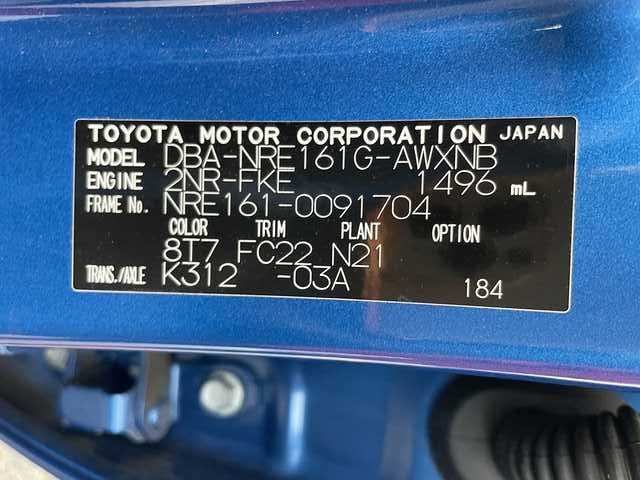 TOYOTA MOTOR CORPORATION JAPAN
MODEL DBA-NRE161G-AWXNB
ENGINE 2NR-FKE 1496 mL
FRAME No. NRE161-0091704
COLOR TRIM PLANT OPTION
8T7 FC22 N21
TRANS./AXLE K312 -03A 184